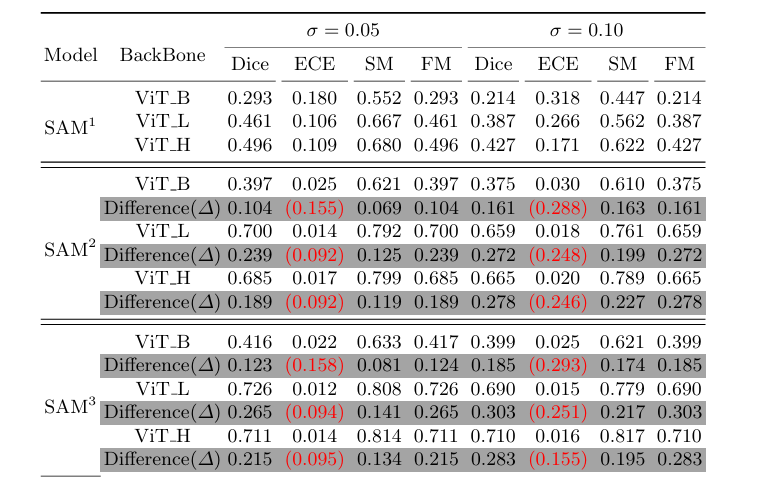 σ = 0.05 σ = 0.10
Model BackBone
Dice ECE SM FM Dice ECE SM FM
ViT_B 0.293 0.180 0.552 0.293 0.214 0.318 0.447 0.214
SAM¹ ViT_L 0.461 0.106 0.667 0.461 0.387 0.266 0.562 0.387
ViT_H 0.496 0.109 0.680 0.496 0.427 0.171 0.622 0.427
ViT_B 0.397 0.025 0.621 0.397 0.375 0.030 0.610 0.375
Difference(Δ) 0.104 (0.155) 0.069 0.104 0.161 (0.288) 0.163 0.161
ViT_L 0.700 0.014 0.792 0.700 0.659 0.018 0.761 0.659
SAM² Difference(Δ) 0.239 (0.092) 0.125 0.239 0.272 (0.248) 0.199 0.272
ViT_H 0.685 0.017 0.799 0.685 0.665 0.020 0.789 0.665
Difference(Δ) 0.189 (0.092) 0.119 0.189 0.278 (0.246) 0.227 0.278
ViT_B 0.416 0.022 0.633 0.417 0.399 0.025 0.621 0.399
Difference(Δ) 0.123 (0.158) 0.081 0.124 0.185 (0.293) 0.174 0.185
ViT_L 0.726 0.012 0.808 0.726 0.690 0.015 0.779 0.690
SAM³ Difference(Δ) 0.265 (0.094) 0.141 0.265 0.303 (0.251) 0.217 0.303
ViT_H 0.711 0.014 0.814 0.711 0.710 0.016 0.817 0.710
Difference(Δ) 0.215 (0.095) 0.134 0.215 0.283 (0.155) 0.195 0.283